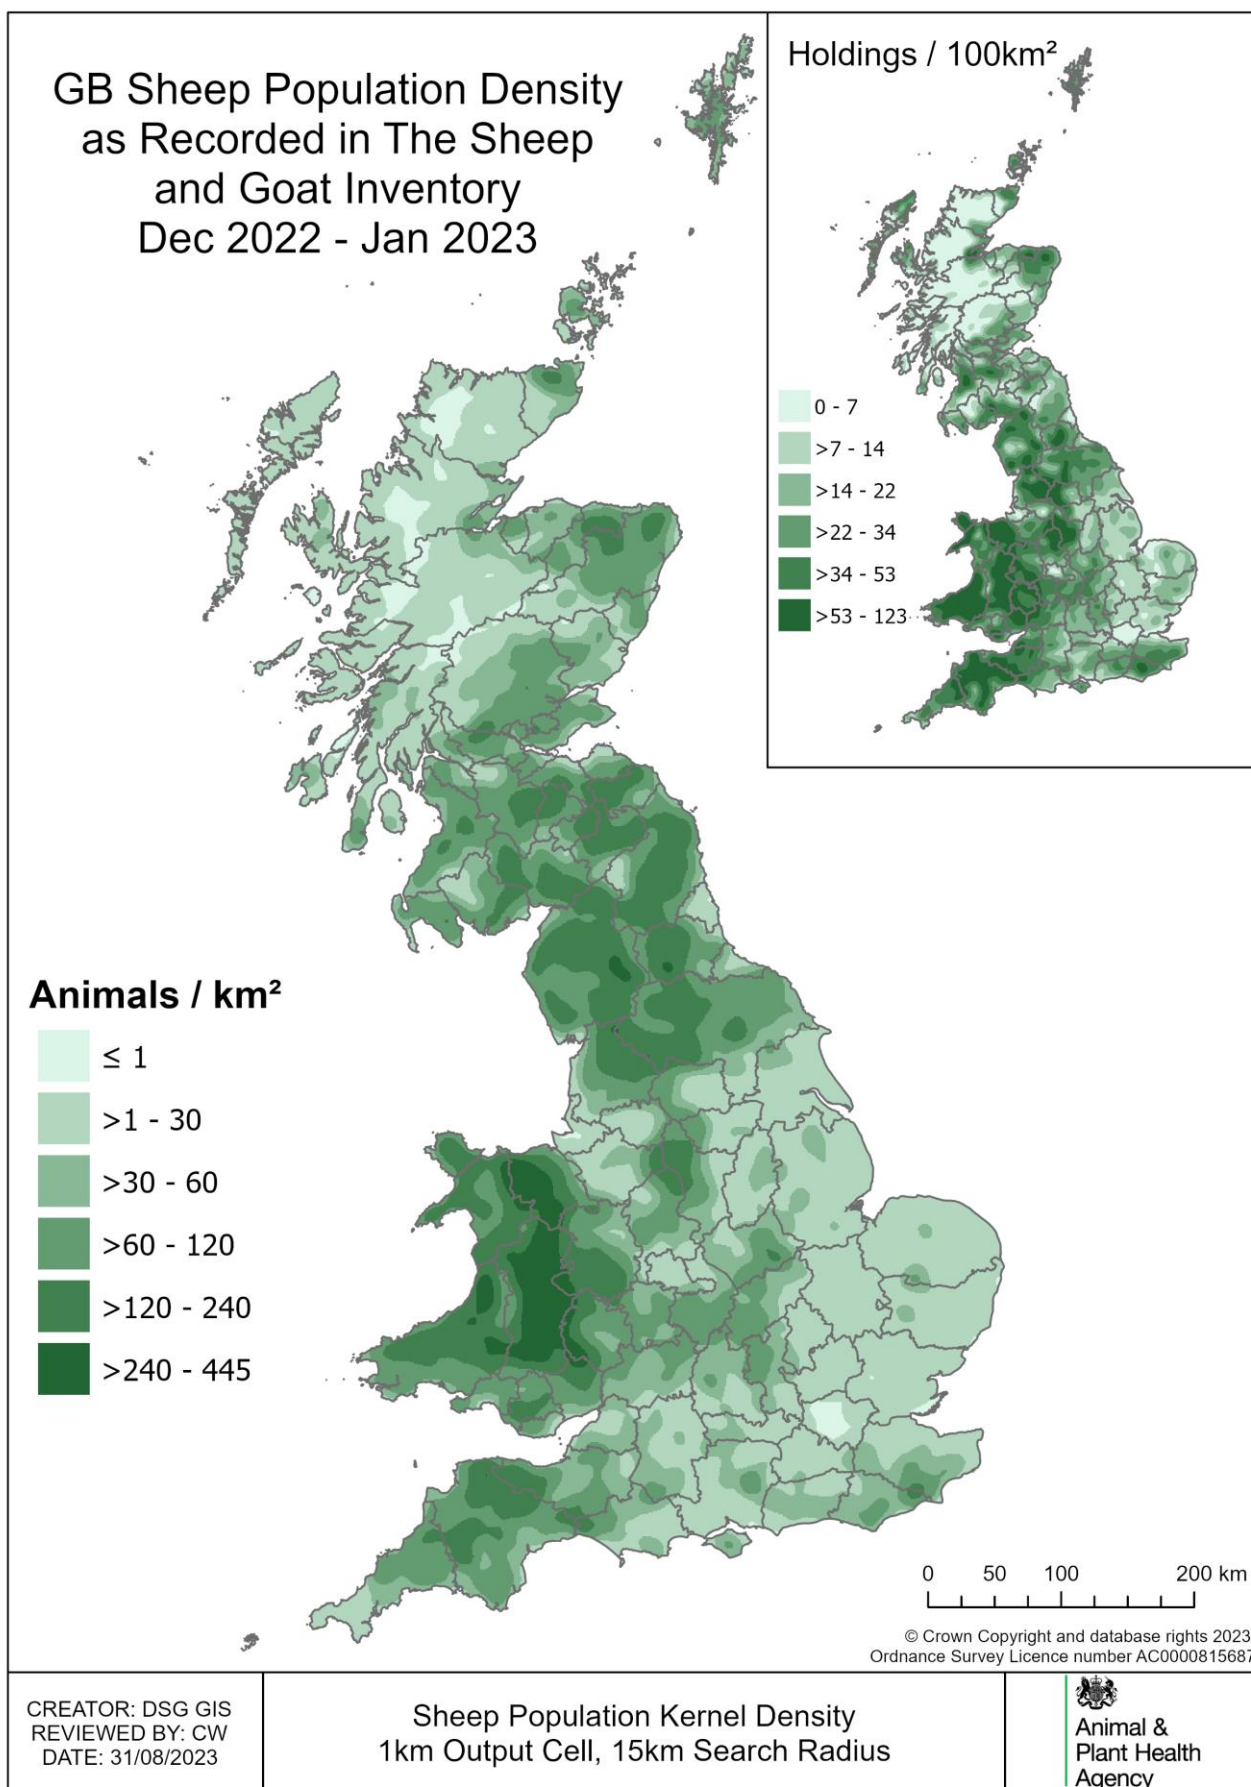 GB Sheep Population Density
as Recorded in The Sheep
and Goat Inventory
Dec 2022 - Jan 2023
Holdings / 100km²
0 - 7
>7 - 14
>14 - 22
>22 - 34
>34 - 53
>53 - 123
Animals / km²
≤ 1
>1 - 30
>30 - 60
>60 - 120
>120 - 240
>240 - 445
0 50 100 200 km
© Crown Copyright and database rights 2023
Ordnance Survey Licence number AC0000815687
CREATOR: DSG GIS
REVIEWED BY: CW
DATE: 31/08/2023
Sheep Population Kernel Density
1km Output Cell, 15km Search Radius
Animal &
Plant Health
Agency